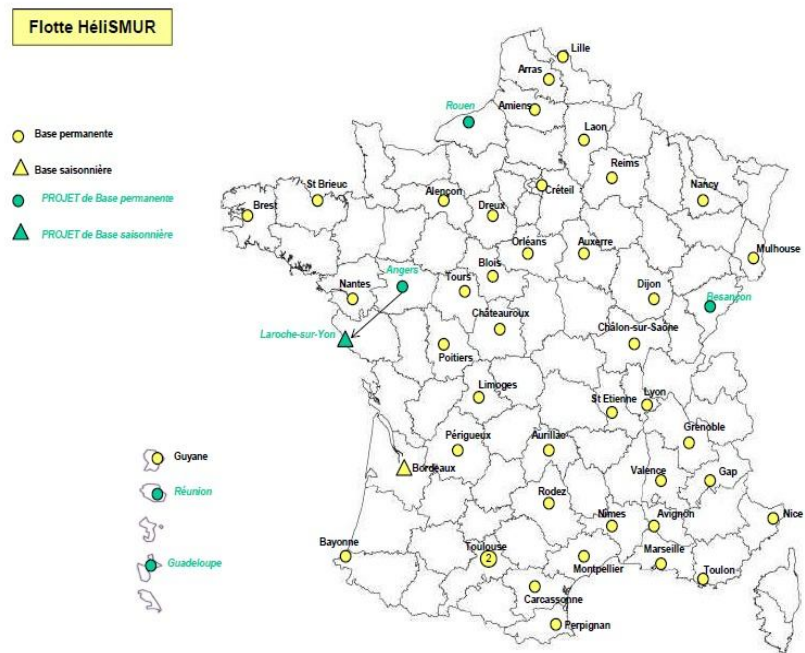 Flotte HéliSMUR
Base permanente
Base saisonnière
PROJET de Base permanente
PROJET de Base saisonnière
Lille
Arras
Rouen
Amiens
Laon
Reims
St Brieuc
Alençon
Créteil
Nancy
Brest
Dreux
Orléans
Auxerre
Mulhouse
Angers
Blois
Nantes
Tours
Dijon
Besançon
Châteauroux
Laroche-sur-Yon
Châlon-sur-Saône
Poitiers
Limoges
St Etienne
Lyon
Grenoble
Périgueux
Aurillac
Guyane
Bordeaux
Valence
Gap
Réunion
Rodez
Nîmes
Avignon
Nice
Bayonne
Toulouse
2
Marseille
Guadeloupe
Montpellier
Toulon
Carcassonne
Perpignan